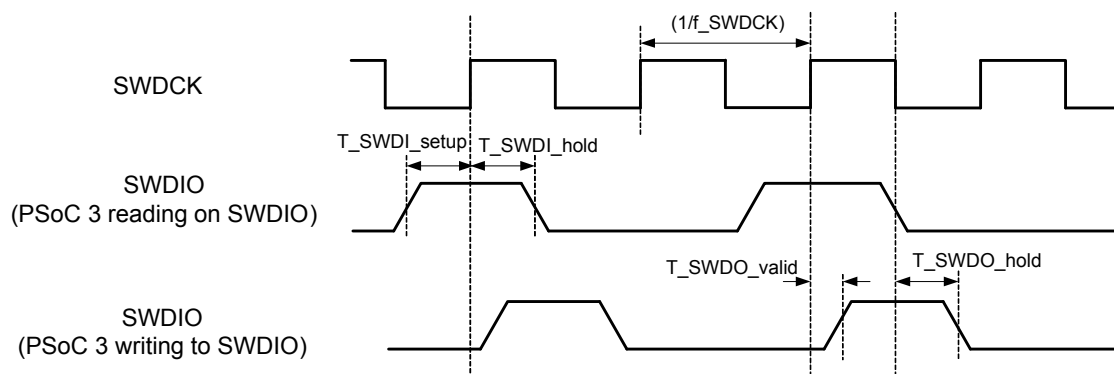 (1/f_SWDCK)
SWDCK
T_SWDI_setup
T_SWDI_hold
SWDIO
(PSoC 3 reading on SWDIO)
T_SWDO_valid
T_SWDO_hold
SWDIO
(PSoC 3 writing to SWDIO)